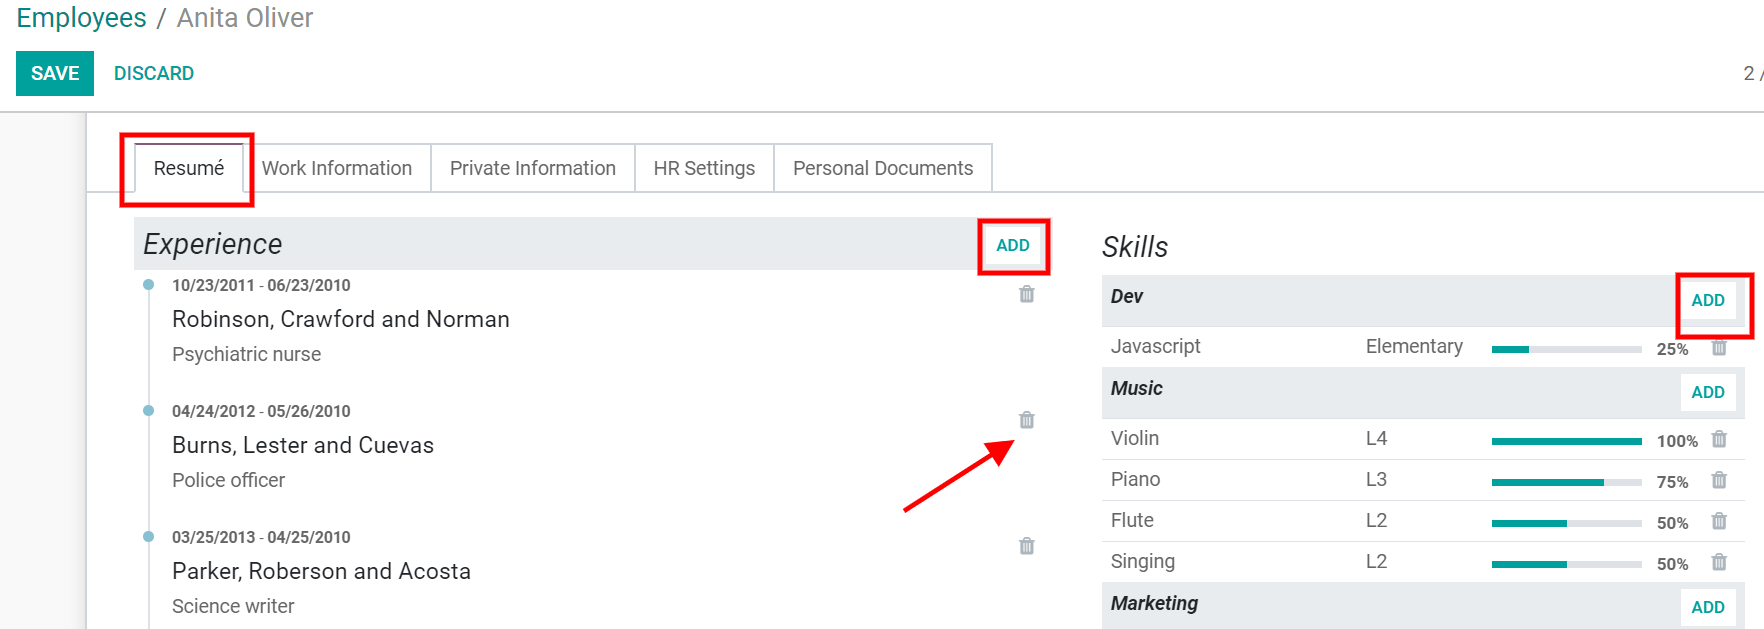 Employees / Anita Oliver
SAVE DISCARD 2 /
Resumé Work Information Private Information HR Settings Personal Documents
Experience ADD
10/23/2011 - 06/23/2010
Robinson, Crawford and Norman
Psychiatric nurse
04/24/2012 - 05/26/2010
Burns, Lester and Cuevas
Police officer
03/25/2013 - 04/25/2010
Parker, Roberson and Acosta
Science writer
Skills
Dev ADD
Javascript Elementary 25%
Music ADD
Violin L4 100%
Piano L3 75%
Flute L2 50%
Singing L2 50%
Marketing ADD